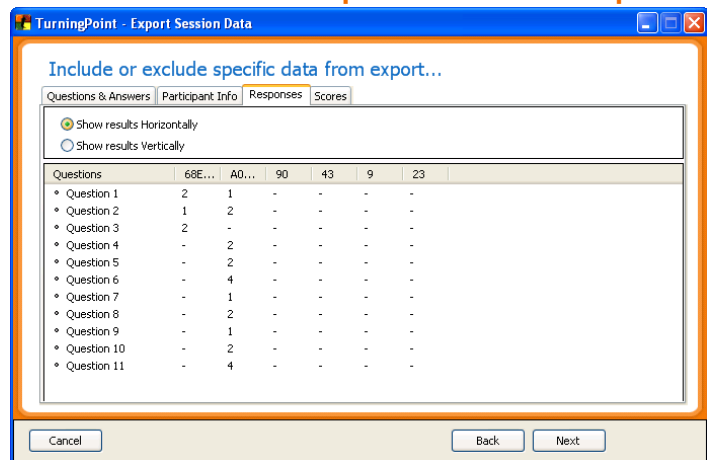 TurningPoint - Export Session Data
Include or exclude specific data from export...
Questions & Answers Participant Info Responses Scores
Show results Horizontally
Show results Vertically
Questions 68E... A0... 90 43 9 23
Question 1 2 1 - - - -
Question 2 1 2 - - - -
Question 3 2 - - - - -
Question 4 - 2 - - - -
Question 5 - 2 - - - -
Question 6 - 4 - - - -
Question 7 - 1 - - - -
Question 8 - 2 - - - -
Question 9 - 1 - - - -
Question 10 - 2 - - - -
Question 11 - 4 - - - -
Cancel Back Next